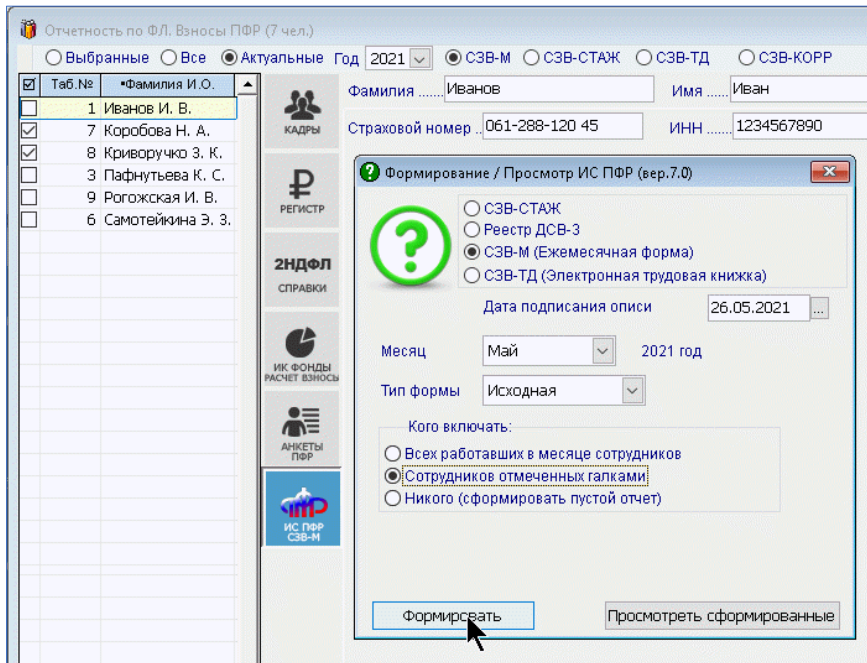 Отчетность по ФЛ. Взносы ПФР (7 чел.)
Выбранные Все Актуальные Год 2021 СЗВ-М СЗВ-СТАЖ СЗВ-ТД СЗВ-КОРР
Таб.№ Фамилия И.О.
1 Иванов И. В.
7 Коробова Н. А.
8 Криворучко З. К.
3 Пафнутьева К. С.
9 Рогожская И. В.
6 Самотейкина Э. З.
КАДРЫ
РЕГИСТР
2НДФЛ
СПРАВКИ
ИК ФОНДЫ
РАСЧЕТ ВЗНОСЫ
АНКЕТЫ
ПФР
ИС ПФР
СЗВ-М
Фамилия ......Иванов Имя ......Иван
Страховой номер ..061-288-120 45 ИНН ......1234567890
Формирование / Просмотр ИС ПФР (вер.7.0)
СЗВ-СТАЖ
Реестр ДСВ-3
СЗВ-М (Ежемесячная форма)
СЗВ-ТД (Электронная трудовая книжка)
Дата подписания описи 26.05.2021 ...
Месяц Май 2021 год
Тип формы Исходная
Кого включать:
Всех работавших в месяце сотрудников
Сотрудников отмеченных галками
Никого (сформировать пустой отчет)
Формировать Просмотреть сформированные